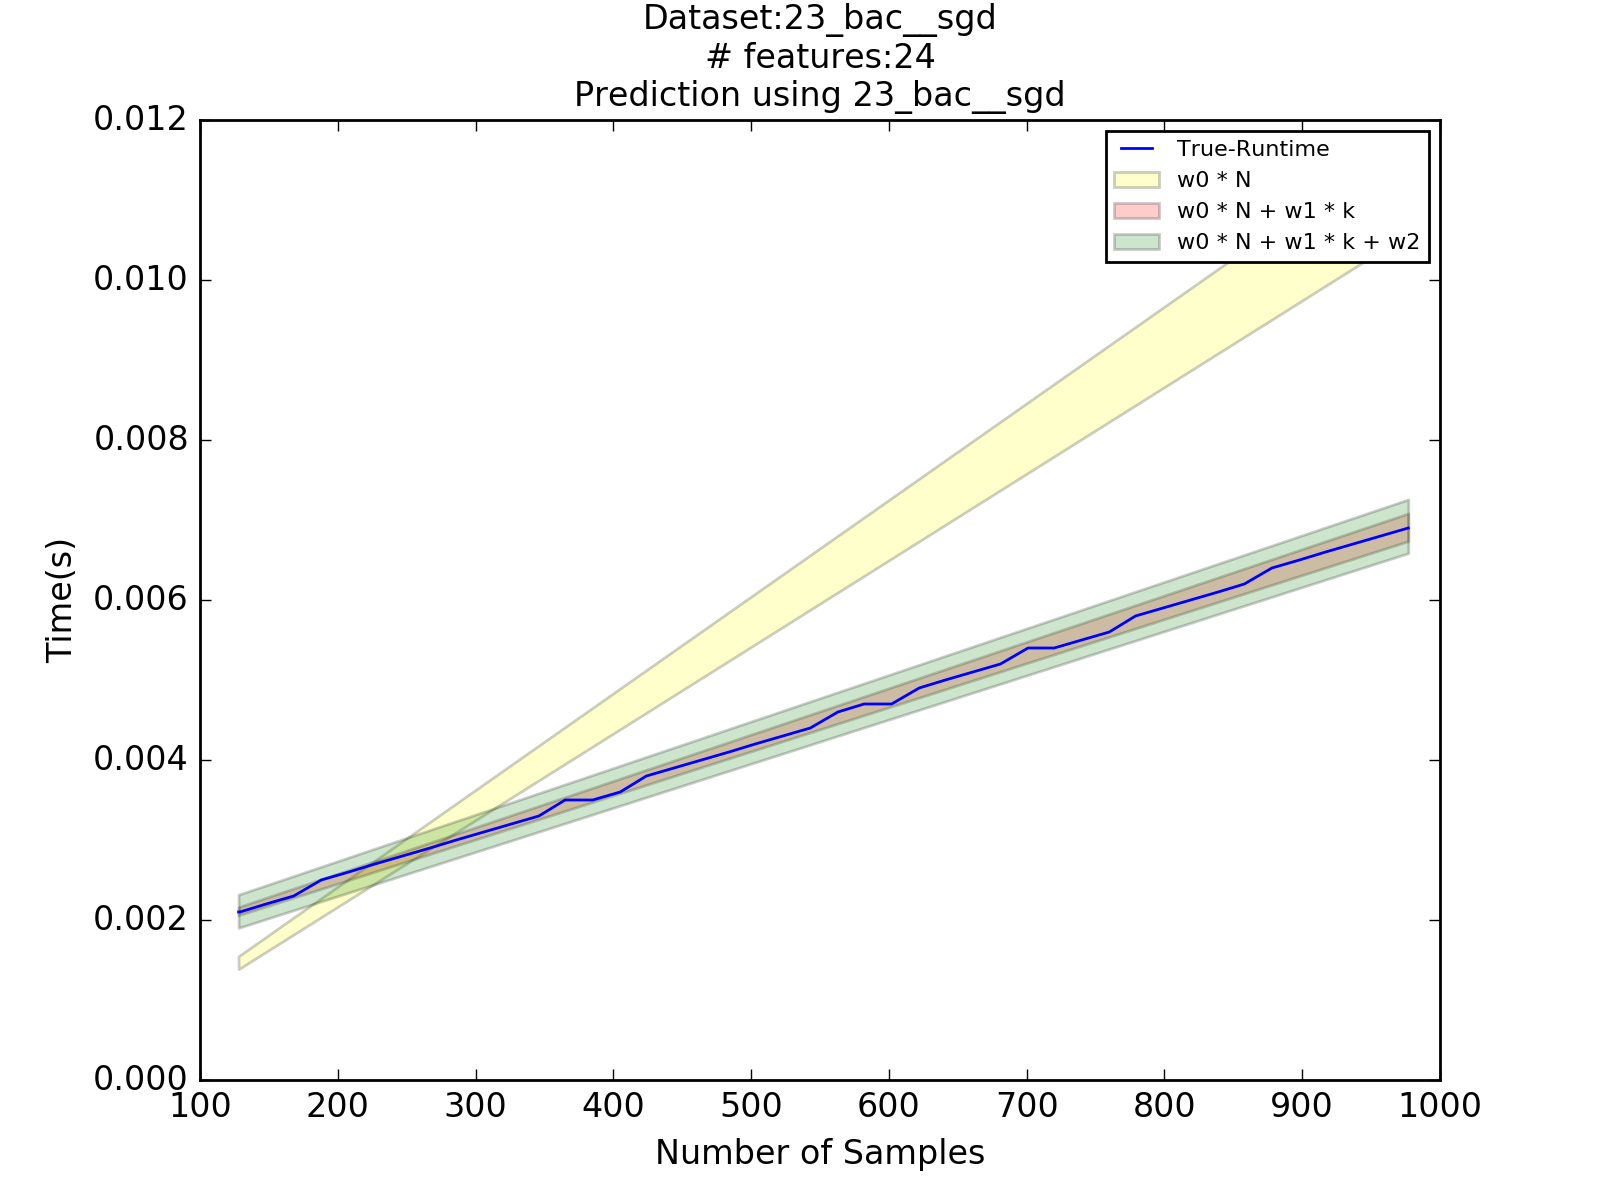 Dataset:23_bac__sgd
# features:24
Prediction using 23_bac__sgd
0.012
0.010
0.008
0.006
0.004
0.002
0.000
Time(s)
True-Runtime
w0 * N
w0 * N + w1 * k
w0 * N + w1 * k + w2
100 200 300 400 500 600 700 800 900 1000
Number of Samples